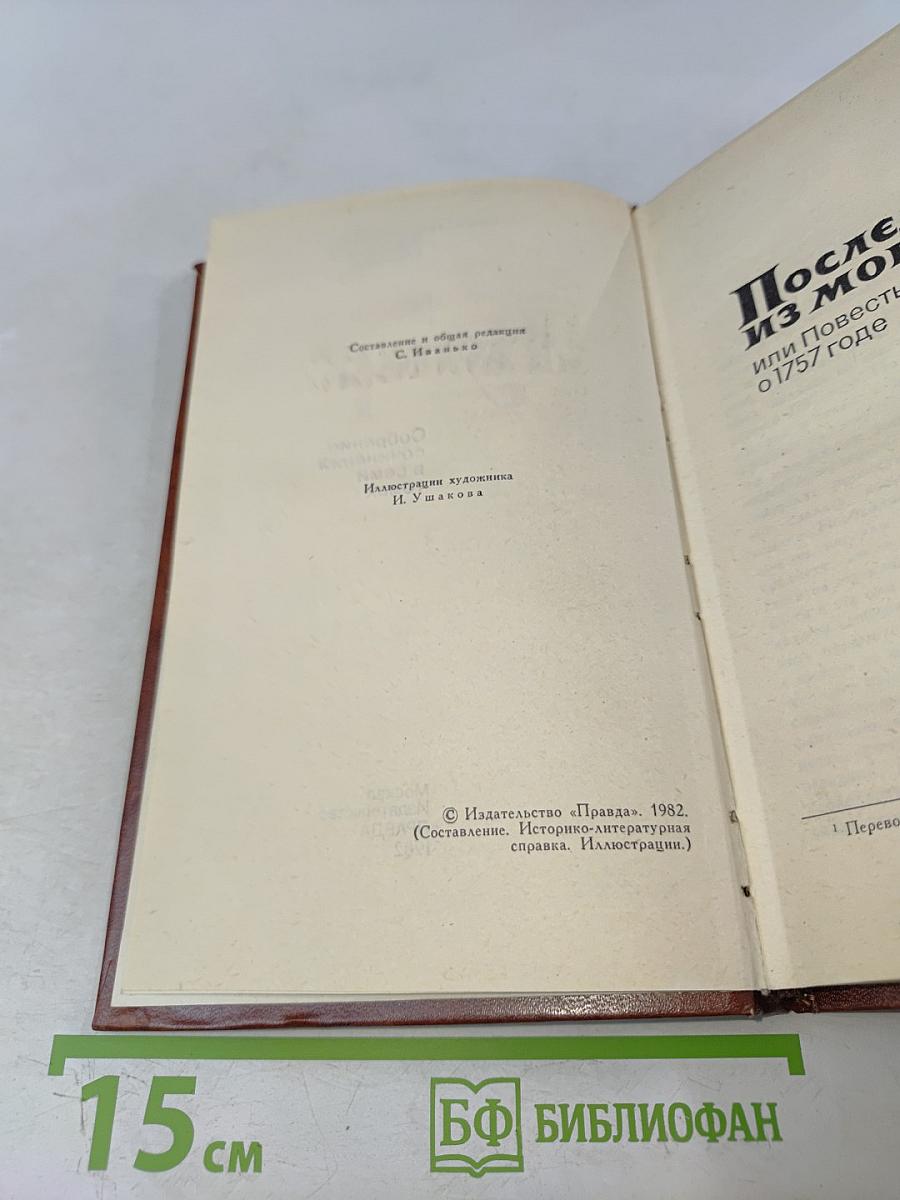 Составление и общая редакция
С. Иванько
Иллюстрации художника
И. Ушакова
© Издательство «Правда». 1982.
(Составление. Историко-литературная
справка. Иллюстрации.)
После
из мо
или Повесть
о 1757 годе
1 Перево
15 см
БФ БИБЛИОФАН